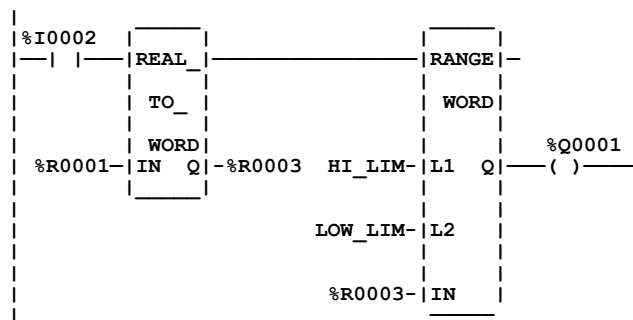 %I0002
REAL_ RANGE
TO_ WORD
WORD %Q0001
%R0001 IN Q %R0003 HI_LIM L1 Q ( )
LOW_LIM L2
%R0003 IN